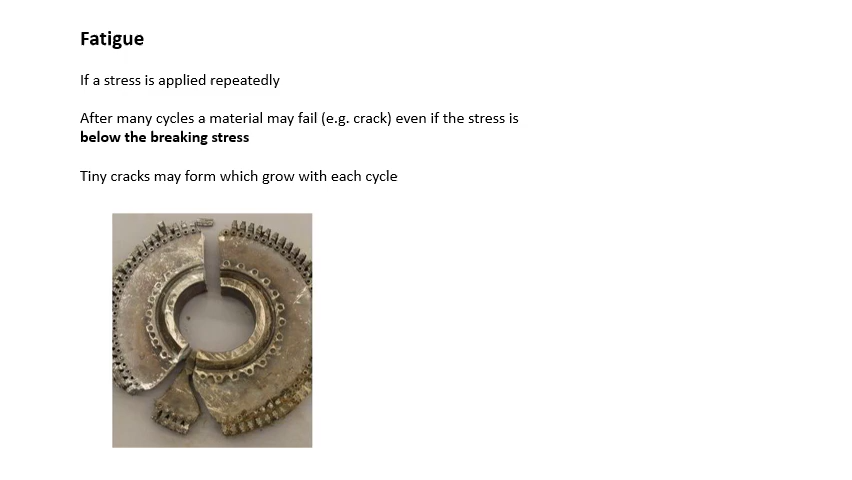 Fatigue
If a stress is applied repeatedly
After many cycles a material may fail (e.g. crack) even if the stress is
below the breaking stress
Tiny cracks may form which grow with each cycle